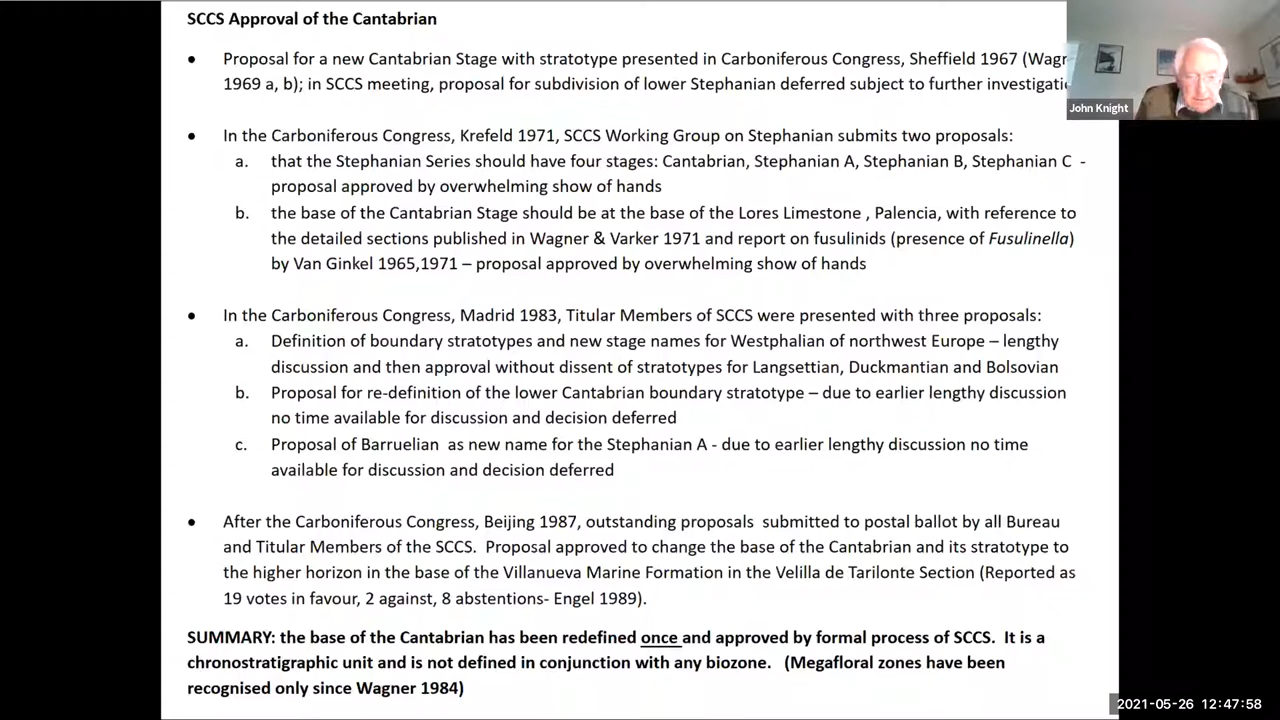 SCCS Approval of the Cantabrian
• Proposal for a new Cantabrian Stage with stratotype presented in Carboniferous Congress, Sheffield 1967
1969 a, b); in SCCS meeting, proposal for subdivision of lower Stephanian deferred subject to further
John Knight
• In the Carboniferous Congress, Krefeld 1971, SCCS Working Group on Stephanian submits two proposals:
a. that the Stephanian Series should have four stages: Cantabrian, Stephanian A, Stephanian B, Stephanian C -
proposal approved by overwhelming show of hands
b. the base of the Cantabrian Stage should be at the base of the Lores Limestone , Palencia, with reference to
the detailed sections published in Wagner & Varker 1971 and report on fusulinids (presence of Fusulinella)
by Van Ginkel 1965,1971 – proposal approved by overwhelming show of hands
• In the Carboniferous Congress, Madrid 1983, Titular Members of SCCS were presented with three proposals:
a. Definition of boundary stratotypes and new stage names for Westphalian of northwest Europe – lengthy
discussion and then approval without dissent of stratotypes for Langsettian, Duckmantian and Bolsovian
b. Proposal for re-definition of the lower Cantabrian boundary stratotype – due to earlier lengthy discussion
no time available for discussion and decision deferred
c. Proposal of Barruelian as new name for the Stephanian A - due to earlier lengthy discussion no time
available for discussion and decision deferred
• After the Carboniferous Congress, Beijing 1987, outstanding proposals submitted to postal ballot by all Bureau
and Titular Members of the SCCS. Proposal approved to change the base of the Cantabrian and its stratotype to
the higher horizon in the base of the Villanueva Marine Formation in the Velilla de Tarilonte Section (Reported as
19 votes in favour, 2 against, 8 abstentions- Engel 1989).
SUMMARY: the base of the Cantabrian has been redefined once and approved by formal process of SCCS. It is a
chronostratigraphic unit and is not defined in conjunction with any biozone. (Megafloral zones have been
recognised only since Wagner 1984)
2021-05-26 12:47:58